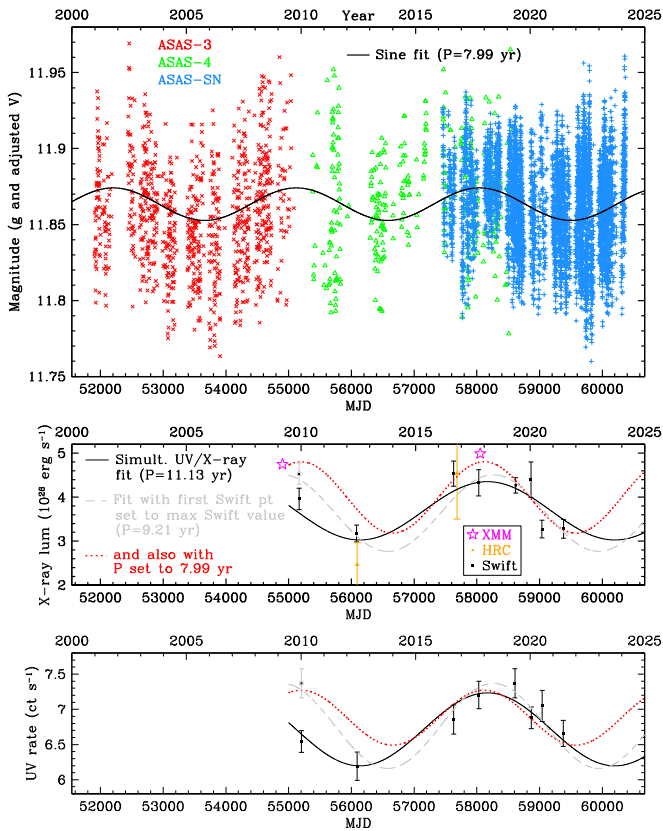 2000 2005 2010 Year 2015 2020 2025
ASAS-3
ASAS-4
ASAS-SN
Sine fit (P=7.99 yr)
Magnitude (g and adjusted V)
11.95
11.9
11.85
11.8
11.75
52000 53000 54000 55000 56000 57000 58000 59000 60000
MJD
2000 2005 2010 2015 2020 2025
X-ray lum (10²⁸ erg s⁻¹)
5
4
3
2
Simult. UV/X-ray
fit (P=11.13 yr)
Fit with first Swift pt
set to max Swift value
(P=9.21 yr)
and also with
P set to 7.99 yr
XMM
HRC
Swift
52000 53000 54000 55000 56000 57000 58000 59000 60000
MJD
2000 2005 2010 2015 2020 2025
UV rate (ct s⁻¹)
7.5
7
6.5
6
52000 53000 54000 55000 56000 57000 58000 59000 60000
MJD